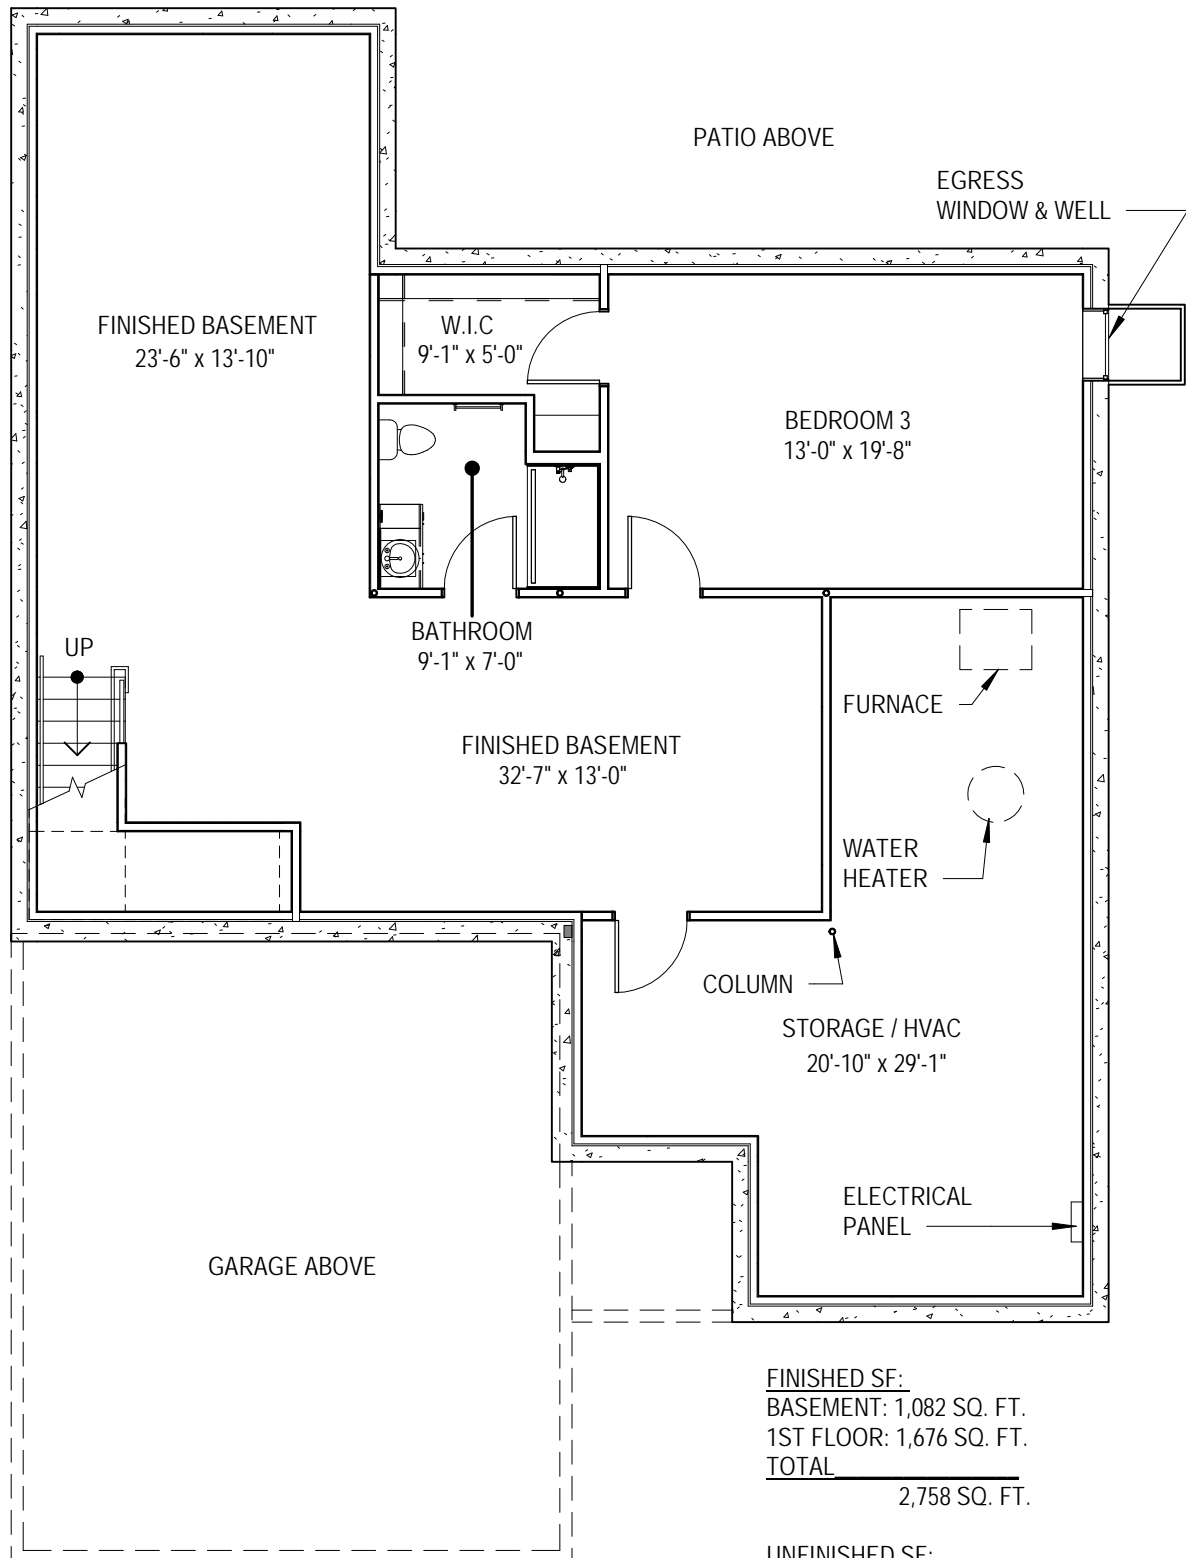 PATIO ABOVE
EGRESS
WINDOW & WELL
FINISHED BASEMENT
23'-6" x 13'-10"
W.I.C
9'-1" x 5'-0"
BEDROOM 3
13'-0" x 19'-8"
BATHROOM
9'-1" x 7'-0"
UP
FURNACE
FINISHED BASEMENT
32'-7" x 13'-0"
WATER
HEATER
COLUMN
STORAGE / HVAC
20'-10" x 29'-1"
ELECTRICAL
PANEL
GARAGE ABOVE
FINISHED SF:
BASEMENT: 1,082 SQ. FT.
1ST FLOOR: 1,676 SQ. FT.
TOTAL
2,758 SQ. FT.
UNFINISHED SF: